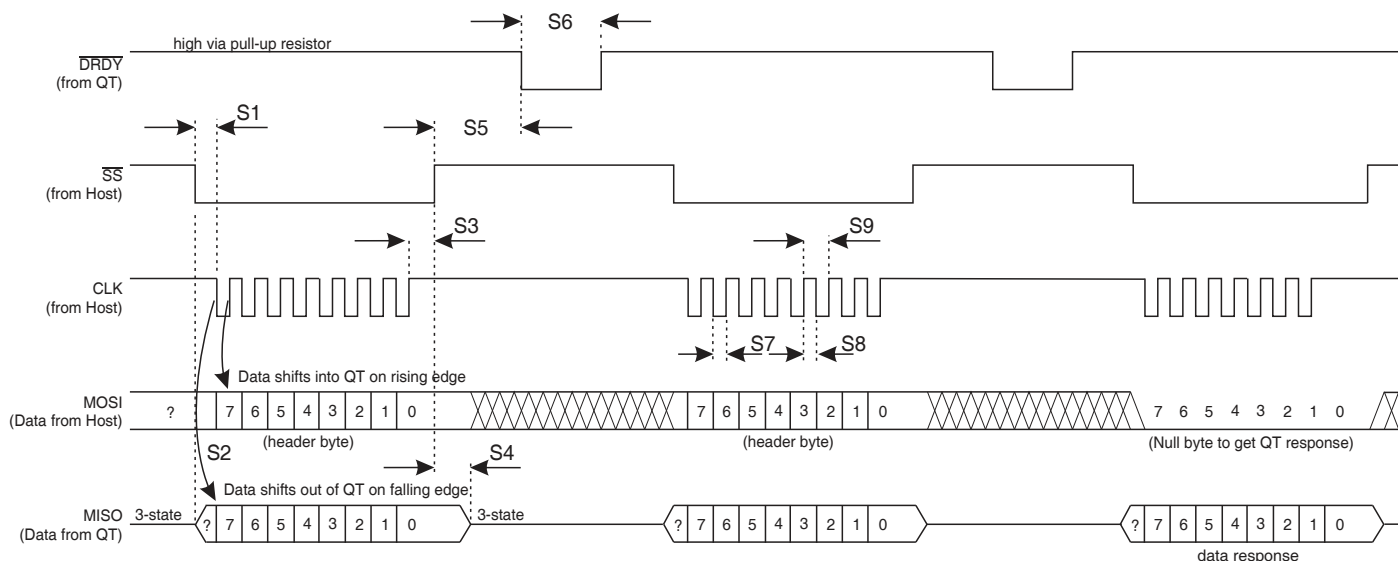 S6
high via pull-up resistor
DRDY
(from QT)
S1
S5
SS
(from Host)
S3
S9
CLK
(from Host)
S7
S8
Data shifts into QT on rising edge
MOSI
(Data from Host)
? 7 6 5 4 3 2 1 0
7 6 5 4 3 2 1 0
7 6 5 4 3 2 1 0
(header byte)
(header byte)
(Null byte to get QT response)
S2
S4
Data shifts out of QT on falling edge
MISO
(Data from QT)
3-state
? 7 6 5 4 3 2 1 0
3-state
? 7 6 5 4 3 2 1 0
? 7 6 5 4 3 2 1 0
data response